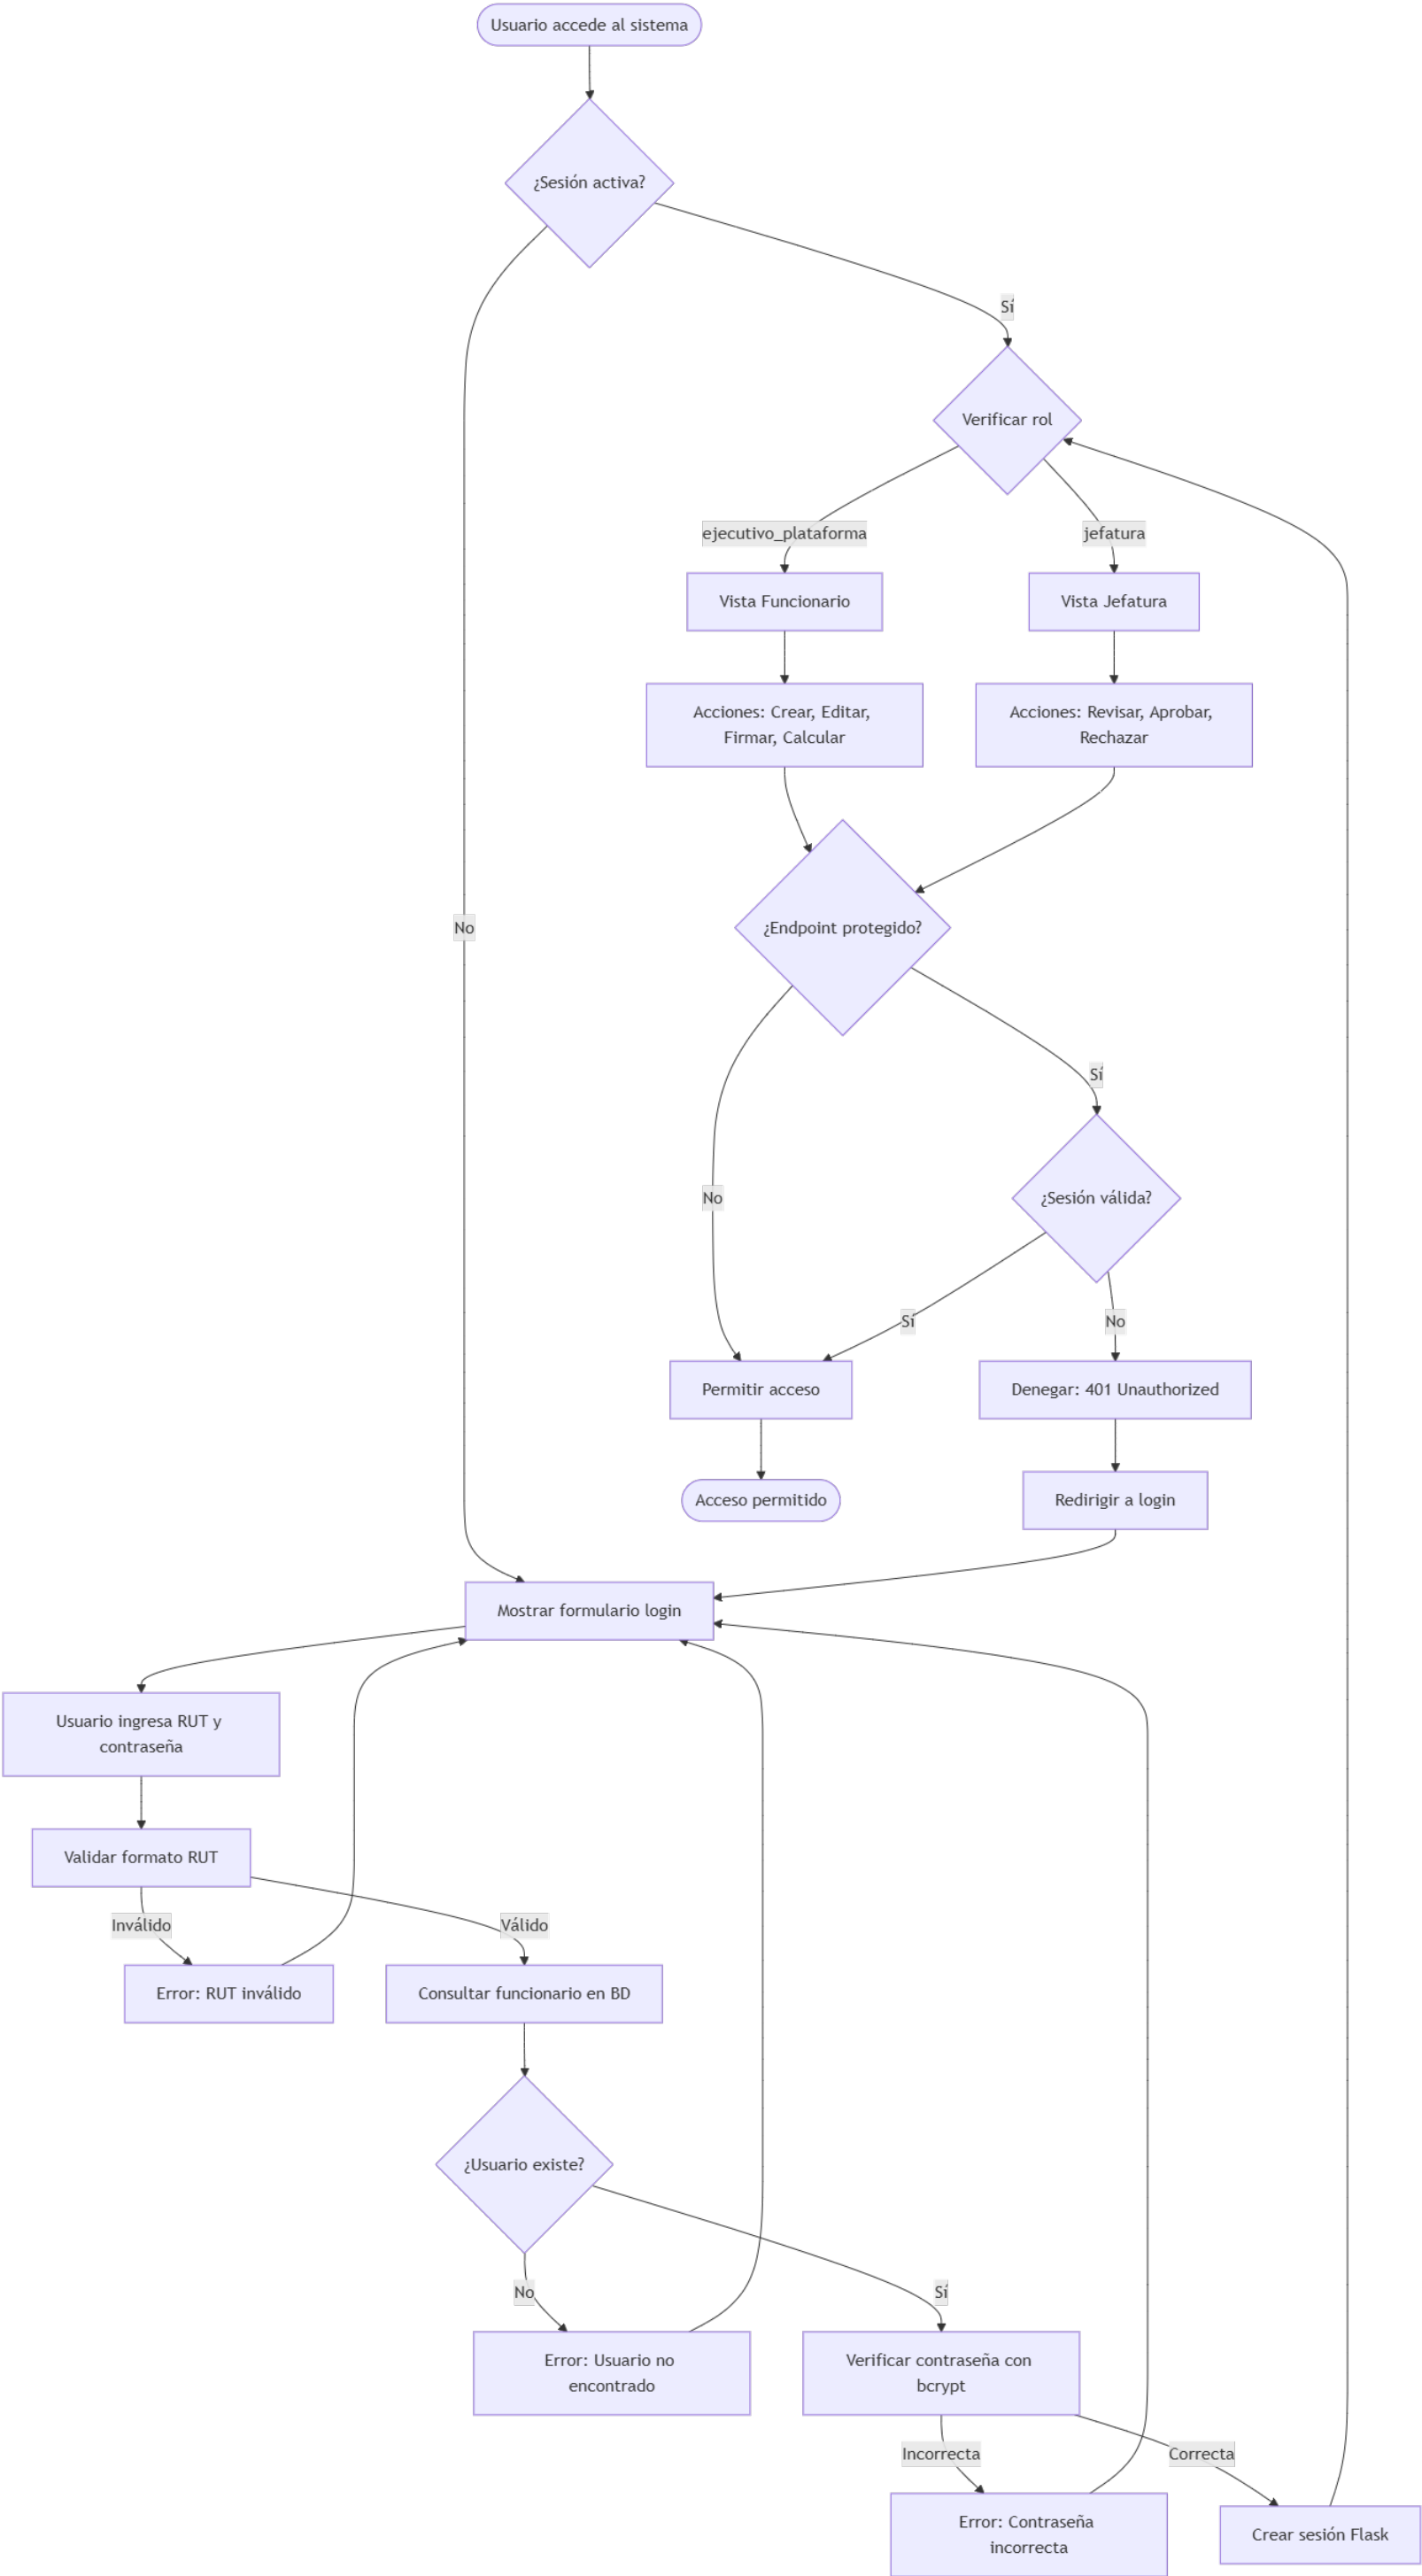 Usuario accede al sistema
¿Sesión activa?
Sí
Verificar rol
ejecutivo_plataforma
jefatura
Vista Funcionario
Vista Jefatura
Acciones: Crear, Editar,
Firmar, Calcular
Acciones: Revisar, Aprobar,
Rechazar
No
¿Endpoint protegido?
Sí
No
¿Sesión válida?
Sí
No
Permitir acceso
Denegar: 401 Unauthorized
Acceso permitido
Redirigir a login
Mostrar formulario login
Usuario ingresa RUT y
contraseña
Validar formato RUT
Inválido
Válido
Error: RUT inválido
Consultar funcionario en BD
¿Usuario existe?
No
Sí
Error: Usuario no
encontrado
Verificar contraseña con
bcrypt
Incorrecta
Correcta
Error: Contraseña
incorrecta
Crear sesión Flask